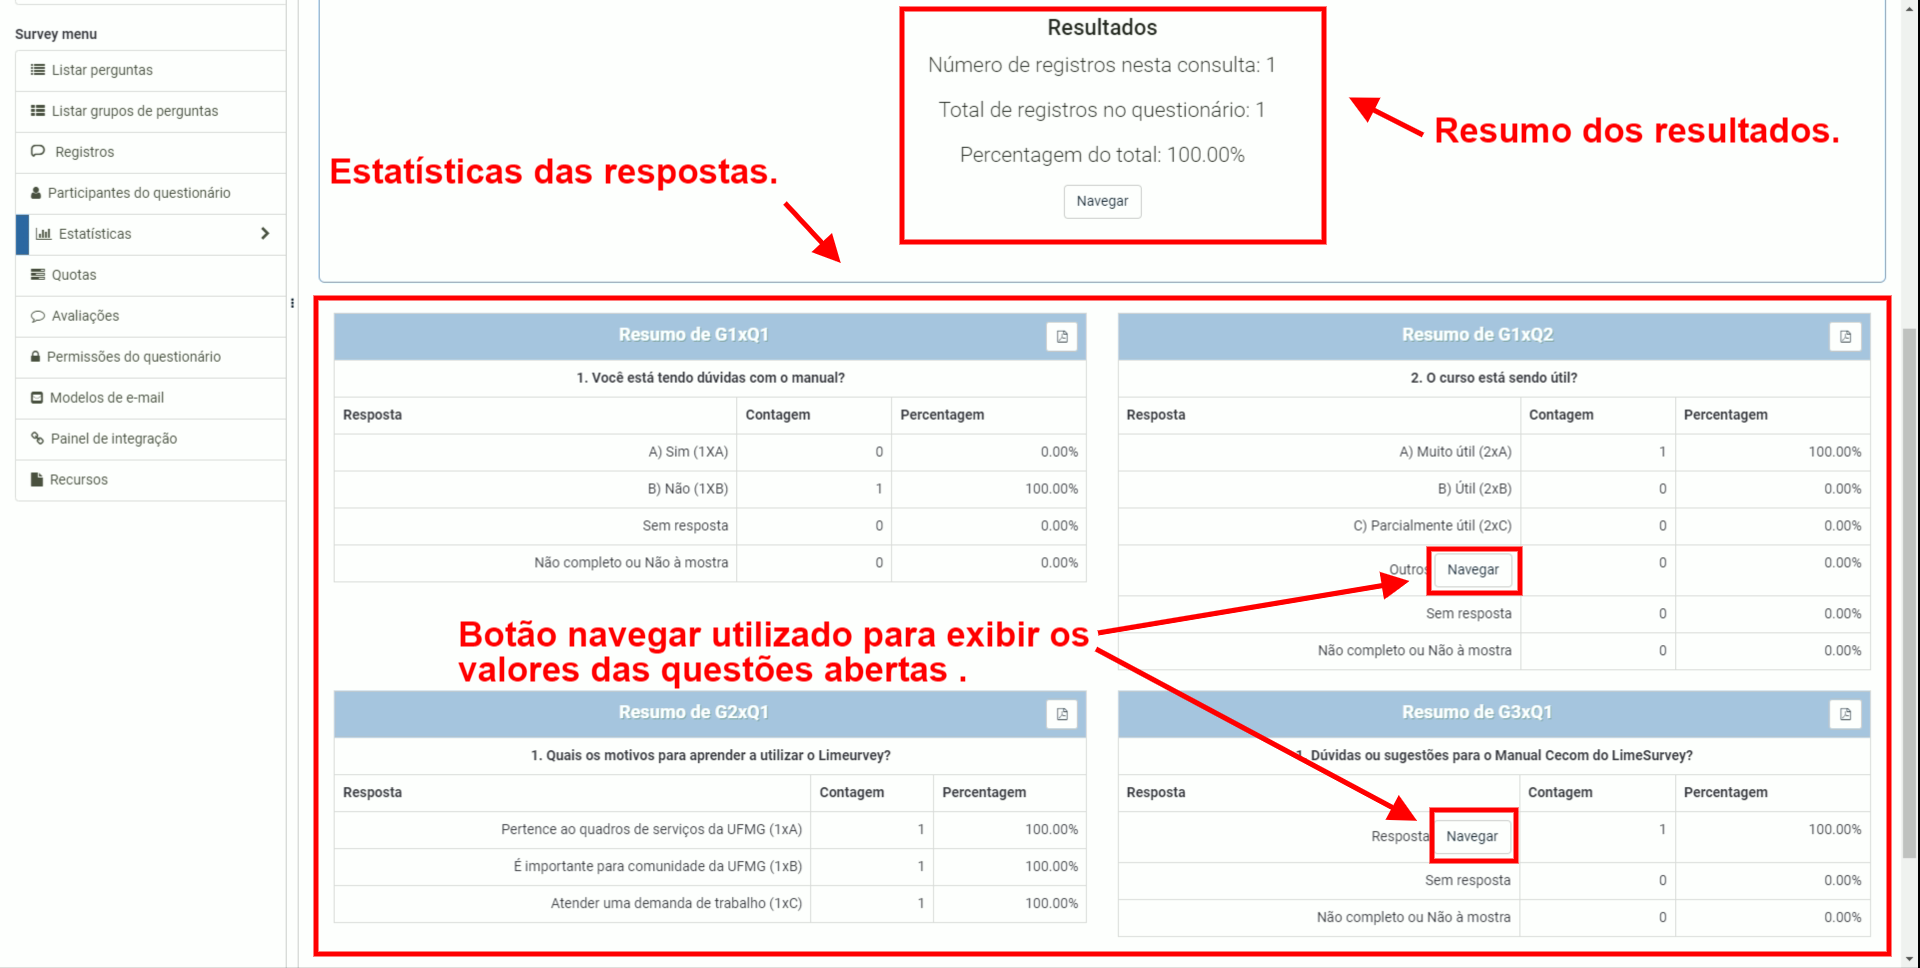 Survey menu
Listar perguntas
Listar grupos de perguntas
Registros
Participantes do questionário
Estatísticas
Quotas
Avaliações
Permissões do questionário
Modelos de e-mail
Painel de integração
Recursos
Resultados
Número de registros nesta consulta: 1
Total de registros no questionário: 1
Percentagem do total: 100.00%
Navegar
Resumo dos resultados.
Estatísticas das respostas.
Resumo de G1xQ1
1. Você está tendo dúvidas com o manual?
Resposta Contagem Percentagem
A) Sim (1XA) 0 0.00%
B) Não (1XB) 1 100.00%
Sem resposta 0 0.00%
Não completo ou Não à mostra 0 0.00%
Resumo de G1xQ2
2. O curso está sendo útil?
Resposta Contagem Percentagem
A) Muito útil (2xA) 1 100.00%
B) Útil (2xB) 0 0.00%
C) Parcialmente útil (2xC) 0 0.00%
Outros Navegar 0 0.00%
Sem resposta 0 0.00%
Não completo ou Não à mostra 0 0.00%
Botão navegar utilizado para exibir os
valores das questões abertas .
Resumo de G2xQ1
1. Quais os motivos para aprender a utilizar o Limeurvey?
Resposta Contagem Percentagem
Pertence ao quadros de serviços da UFMG (1xA) 1 100.00%
É importante para comunidade da UFMG (1xB) 1 100.00%
Atender uma demanda de trabalho (1xC) 1 100.00%
Resumo de G3xQ1
1. Dúvidas ou sugestões para o Manual Cecom do LimeSurvey?
Resposta Contagem Percentagem
Resposta Navegar 1 100.00%
Sem resposta 0 0.00%
Não completo ou Não à mostra 0 0.00%